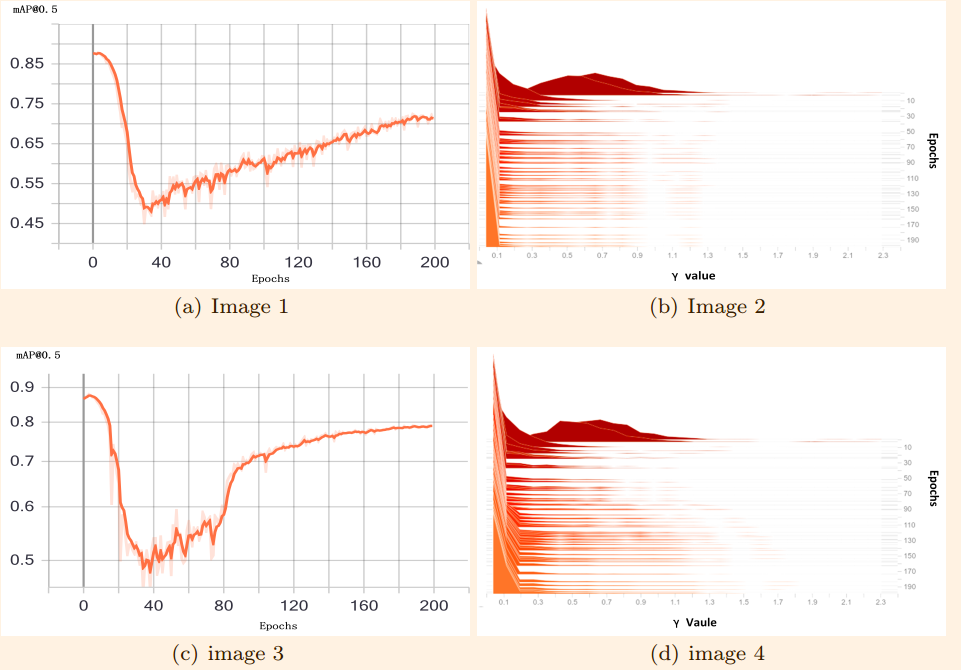 mAP@0.5
0.85
0.75
0.65
0.55
0.45
0 40 80 120 160 200
Epochs
(a) Image 1
10
30
50
70
90
110
130
150
170
190
Epochs
0.1 0.3 0.5 0.7 0.9 1.1 1.3 1.5 1.7 1.9 2.1 2.3
γ value
(b) Image 2
mAP@0.5
0.9
0.8
0.7
0.6
0.5
0 40 80 120 160 200
Epochs
(c) image 3
10
30
50
70
90
110
130
150
170
190
Epochs
0.1 0.3 0.5 0.7 0.9 1.1 1.3 1.5 1.7 1.9 2.1 2.3
γ Vaule
(d) image 4